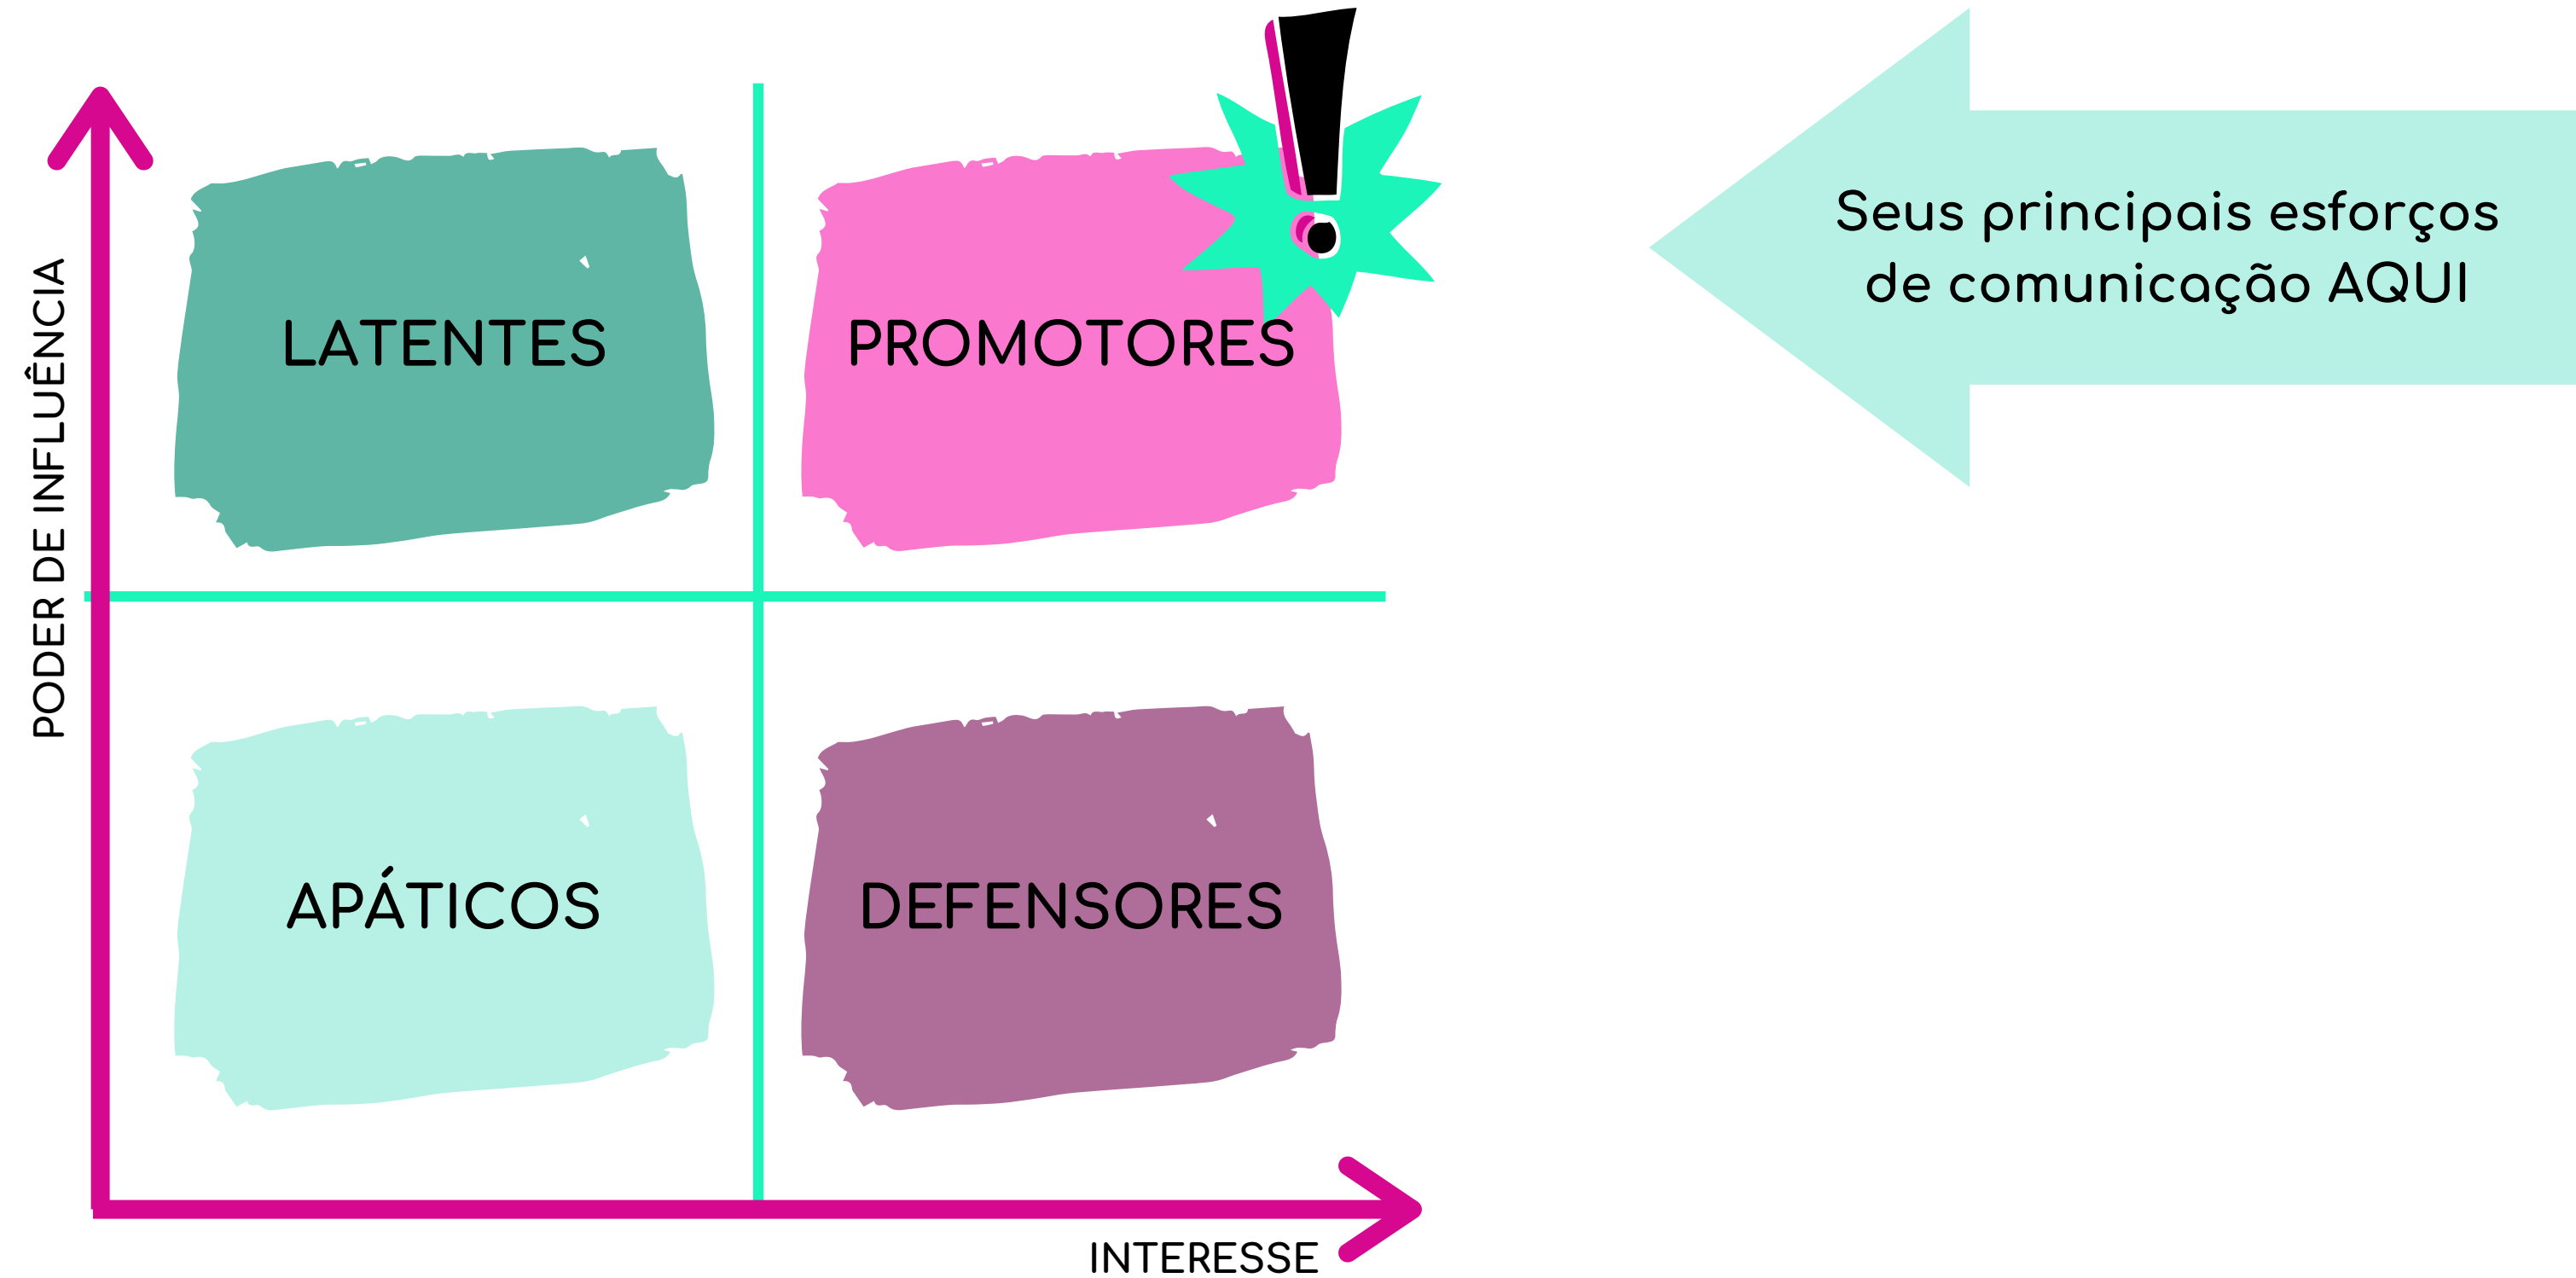 Seus principais esforços
de comunicação AQUI
PODER DE INFLUÊNCIA
LATENTES
PROMOTORES
APÁTICOS
DEFENSORES
INTERESSE